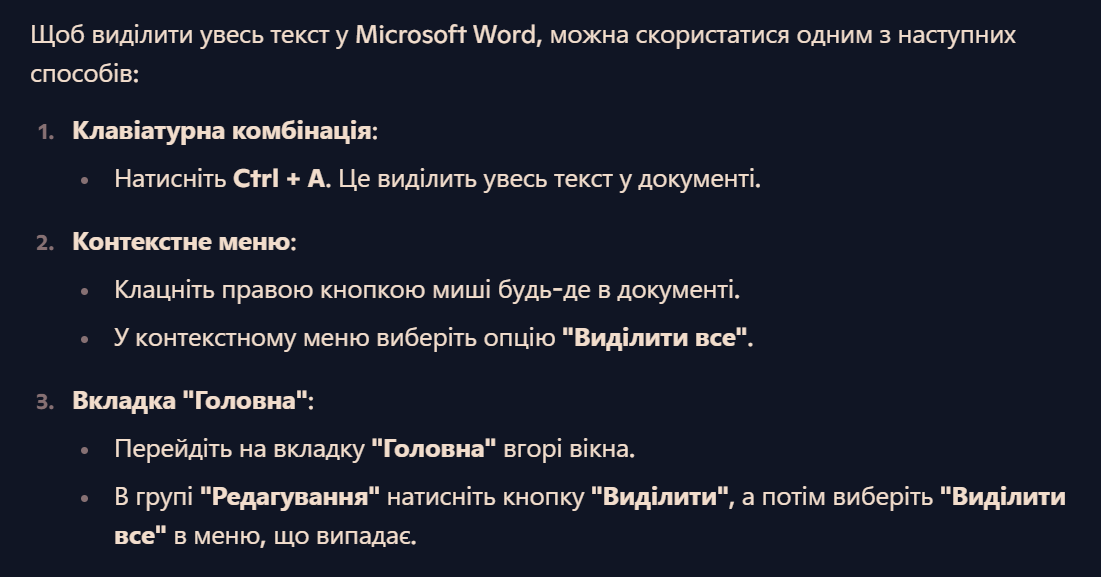 Щоб виділити увесь текст у Microsoft Word, можна скористатися одним з наступних
способів:
1. Клавіатурна комбінація:
• Натисніть Ctrl + A. Це виділить увесь текст у документі.
2. Контекстне меню:
• Клацніть правою кнопкою миші будь-де в документі.
• У контекстному меню виберіть опцію "Виділити все".
3. Вкладка "Головна":
• Перейдіть на вкладку "Головна" вгорі вікна.
• В групі "Редагування" натисніть кнопку "Виділити", а потім виберіть "Виділити
все" в меню, що випадає.